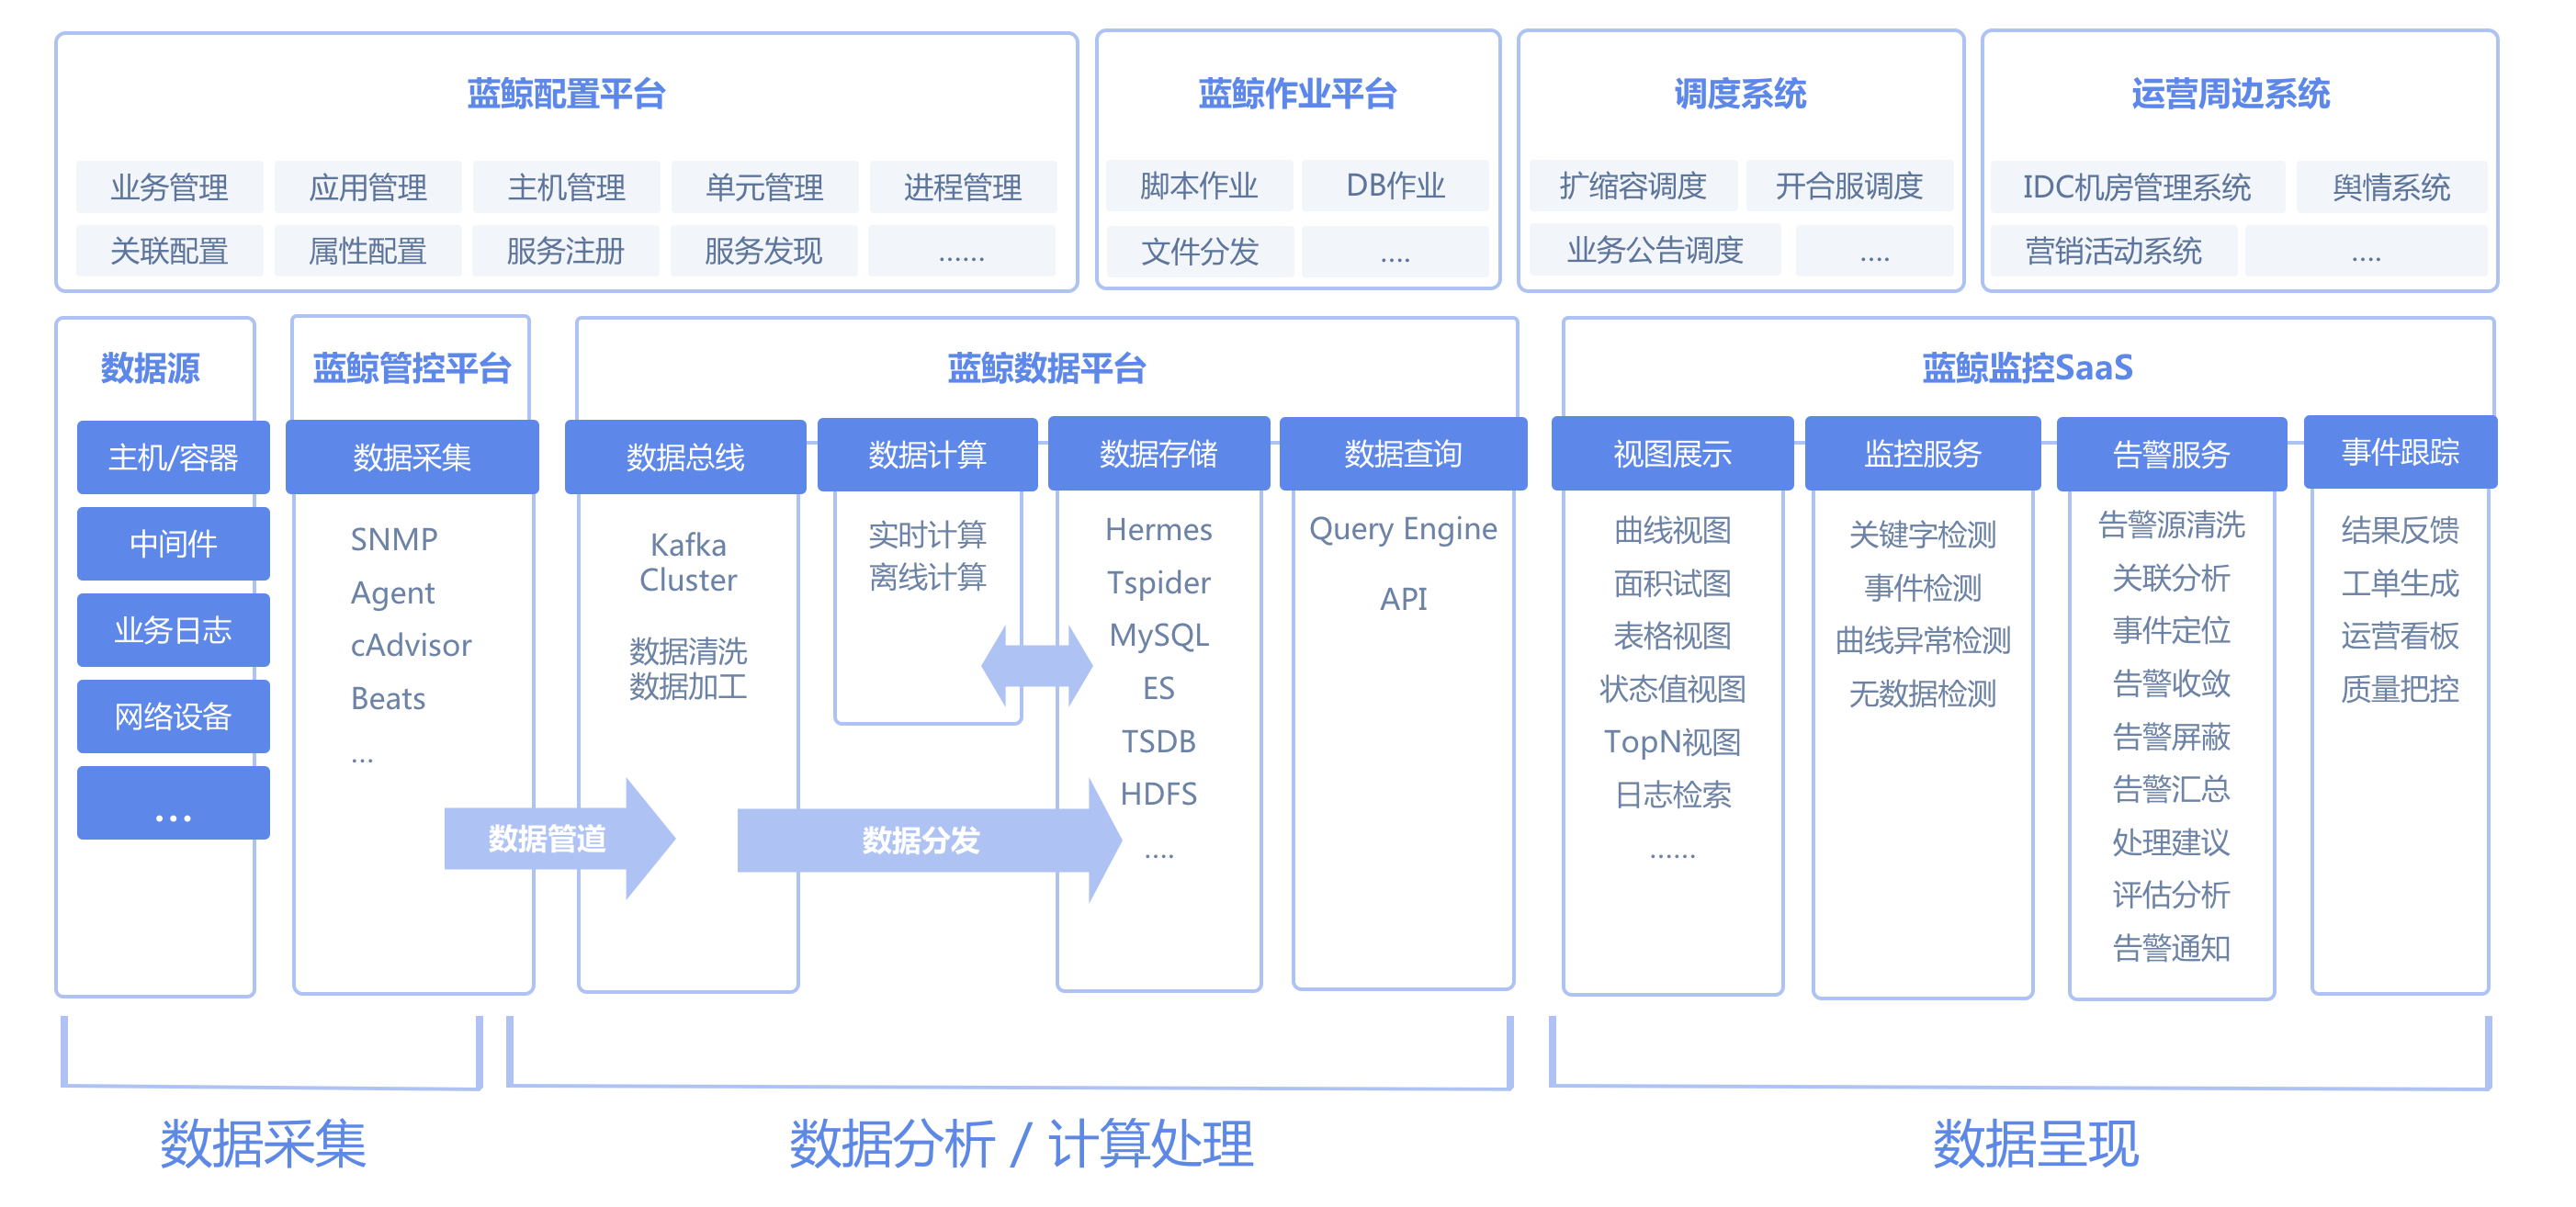 蓝鲸配置平台
业务管理
应用管理
主机管理
单元管理
进程管理
关联配置
属性配置
服务注册
服务发现
......
蓝鲸作业平台
脚本作业
DB作业
文件分发
....
调度系统
扩缩容调度
开合服调度
业务公告调度
....
运营周边系统
IDC机房管理系统
舆情系统
营销活动系统
....
数据源
主机/容器
中间件
业务日志
网络设备
...
蓝鲸管控平台
数据采集
SNMP
Agent
cAdvisor
Beats
...
数据管道
蓝鲸数据平台
数据总线
Kafka
Cluster
数据清洗
数据加工
数据分发
数据计算
实时计算
离线计算
数据存储
Hermes
Tspider
MySQL
ES
TSDB
HDFS
....
数据查询
Query Engine
API
蓝鲸监控SaaS
视图展示
曲线视图
面积试图
表格视图
状态值视图
TopN视图
日志检索
......
监控服务
关键字检测
事件检测
曲线异常检测
无数据检测
告警服务
告警源清洗
关联分析
事件定位
告警收敛
告警屏蔽
告警汇总
处理建议
评估分析
告警通知
事件跟踪
结果反馈
工单生成
运营看板
质量把控
数据采集
数据分析 / 计算处理
数据呈现